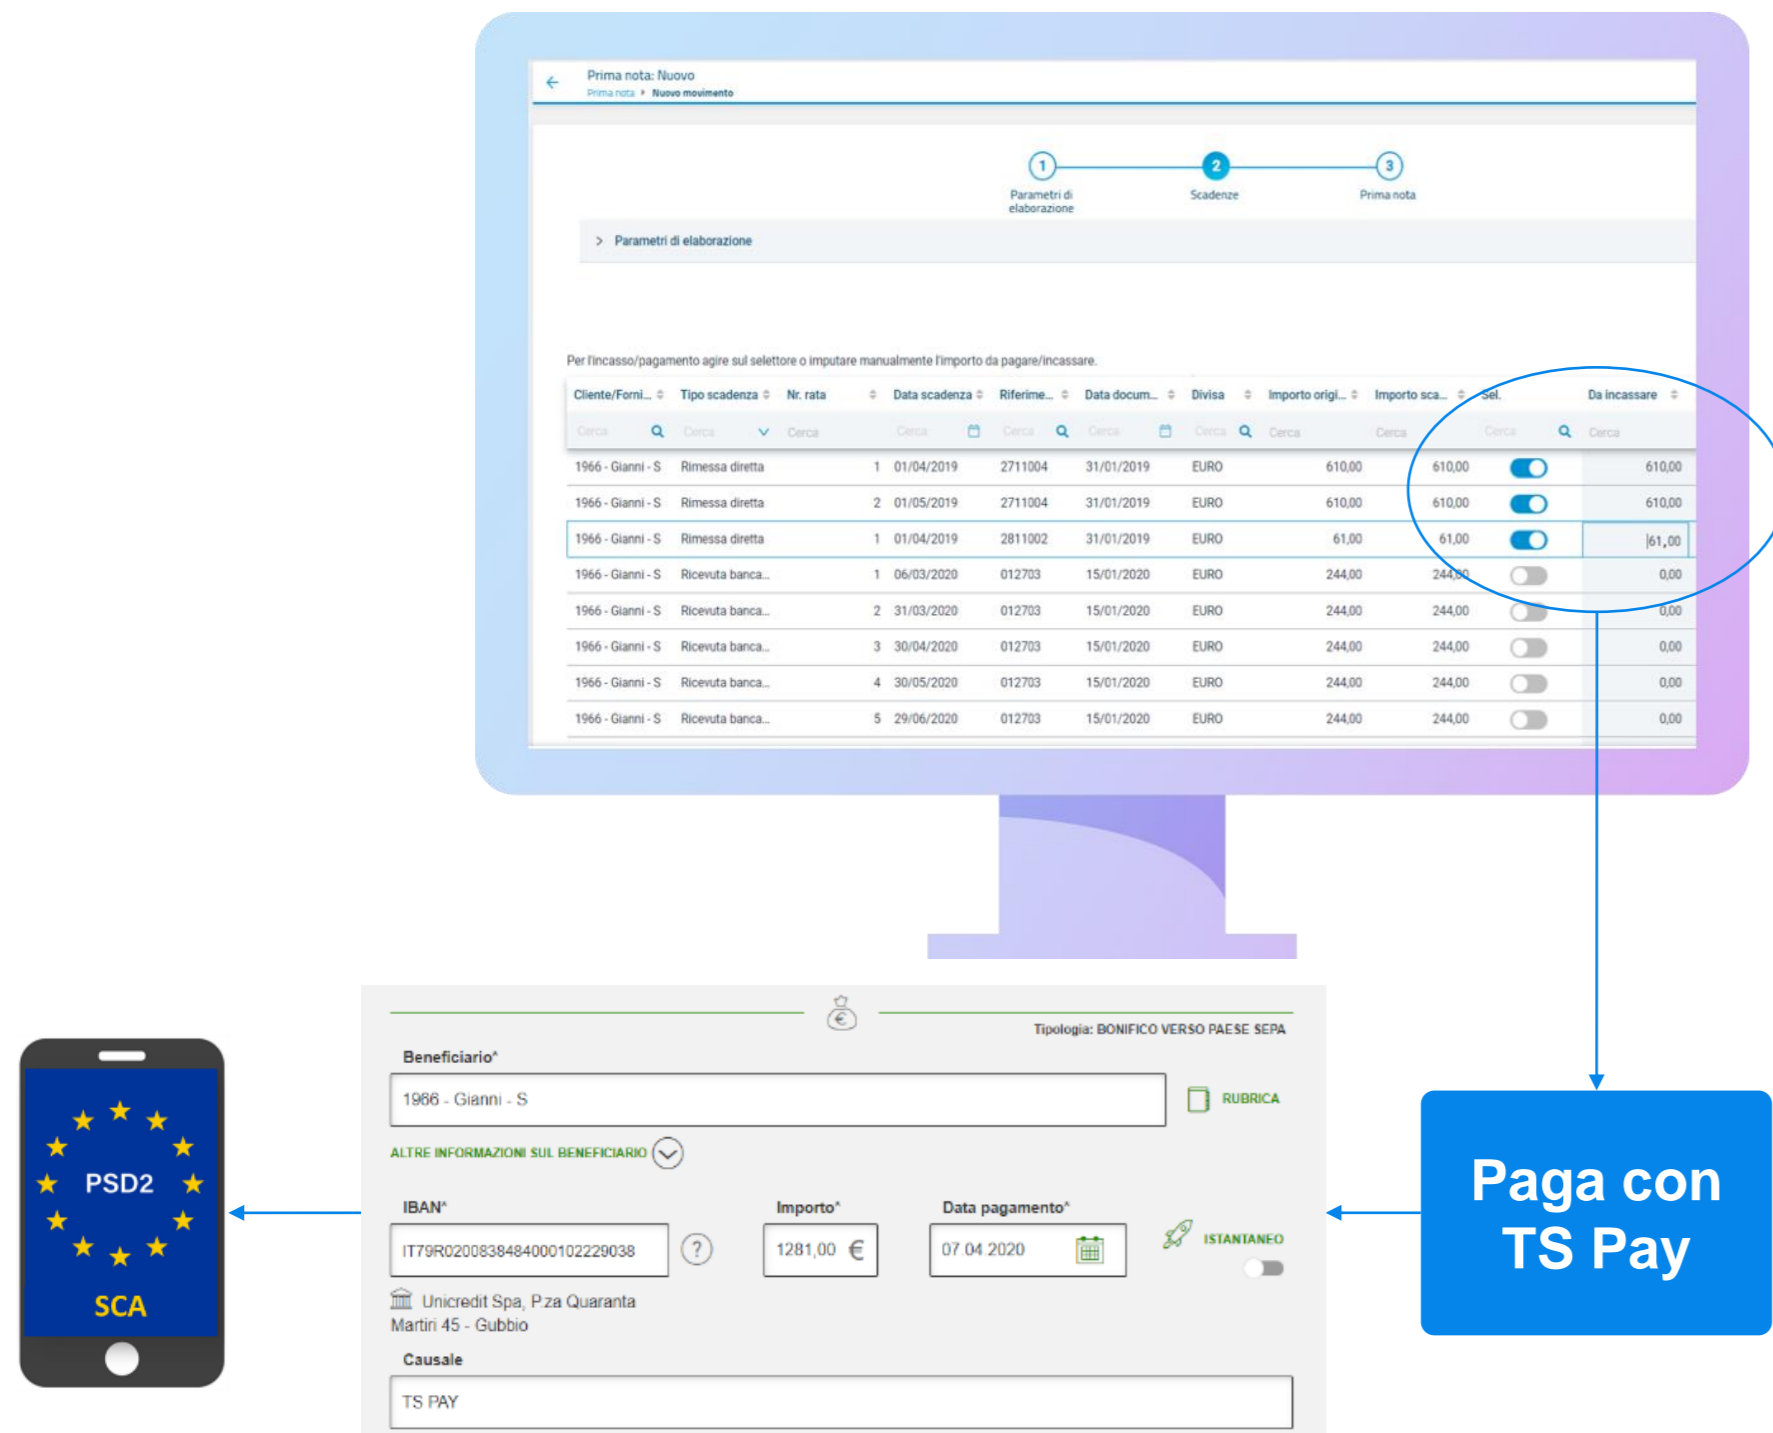 Prima nota: Nuovo
Prima nota Nuovo movimento
1 2 3
Parametri di elaborazione Scadenze Prima nota
> Parametri di elaborazione
Per l'incasso/pagamento agire sul selettore o imputare manualmente l'importo da pagare/incassare.
Cliente/Forni... Tipo scadenza Nr. rata Data scadenza Riferime... Data docum... Divisa Importo origi... Importo sca... Sel. Da incassare
Cerca Cerca Cerca Cerca Cerca Cerca Cerca Cerca Cerca Cerca Cerca
1966 - Gianni - S Rimessa diretta 1 01/04/2019 2711004 31/01/2019 EURO 610,00 610,00 610,00
1966 - Gianni - S Rimessa diretta 2 01/05/2019 2711004 31/01/2019 EURO 610,00 610,00 610,00
1966 - Gianni - S Rimessa diretta 1 01/04/2019 2811002 31/01/2019 EURO 61,00 61,00 61,00
1966 - Gianni - S Ricevuta banca... 1 06/03/2020 012703 15/01/2020 EURO 244,00 244,00 0,00
1966 - Gianni - S Ricevuta banca... 2 31/03/2020 012703 15/01/2020 EURO 244,00 244,00 0,00
1966 - Gianni - S Ricevuta banca... 3 30/04/2020 012703 15/01/2020 EURO 244,00 244,00 0,00
1966 - Gianni - S Ricevuta banca... 4 30/05/2020 012703 15/01/2020 EURO 244,00 244,00 0,00
1966 - Gianni - S Ricevuta banca... 5 29/06/2020 012703 15/01/2020 EURO 244,00 244,00 0,00
Paga con
TS Pay
Tipologia: BONIFICO VERSO PAESE SEPA
Beneficiario*
1966 - Gianni - S
RUBRICA
ALTRE INFORMAZIONI SUL BENEFICIARIO
IBAN* Importo* Data pagamento*
IT79R0200838484000102229038 ? 1281,00 € 07.04.2020 ISTANTANEO
Unicredit Spa, P.za Quaranta
Martiri 45 - Gubbio
Causale
TS PAY
PSD2
SCA